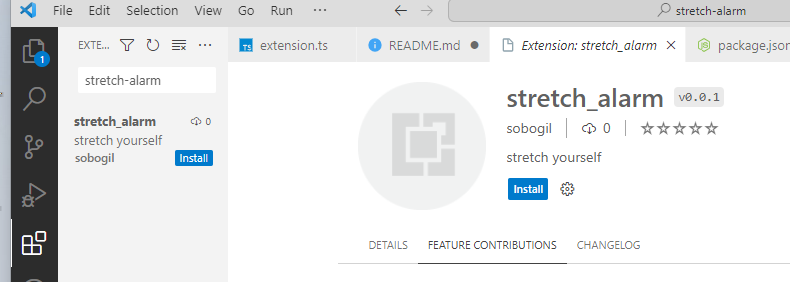 File Edit Selection View Go Run ··· stretch-alarm
EXTE...
TS extension.ts README.md Extension: stretch_alarm package.json
1
stretch-alarm
stretch_alarm 0
stretch yourself
sobogil Install
stretch_alarm v0.0.1
sobogil 0
stretch yourself
Install
DETAILS FEATURE CONTRIBUTIONS CHANGELOG